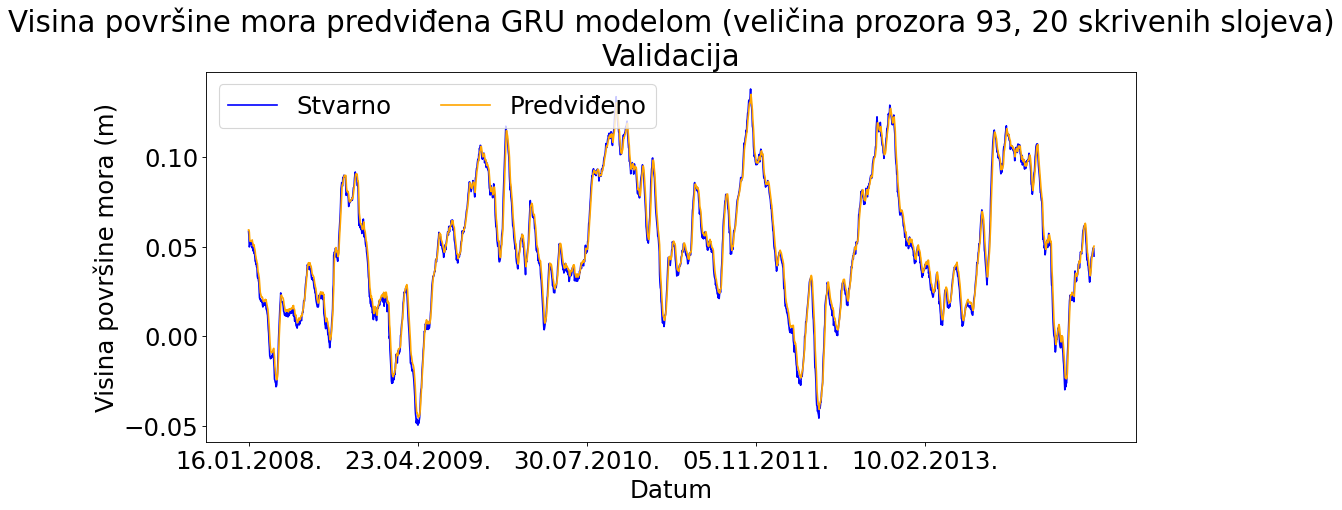 Visina površine mora predviđena GRU modelom (veličina prozora 93, 20 skrivenih slojeva)
Validacija
Stvarno
Predviđeno
Visina površine mora (m)
0.10
0.05
0.00
−0.05
16.01.2008.
23.04.2009.
30.07.2010.
05.11.2011.
10.02.2013.
Datum